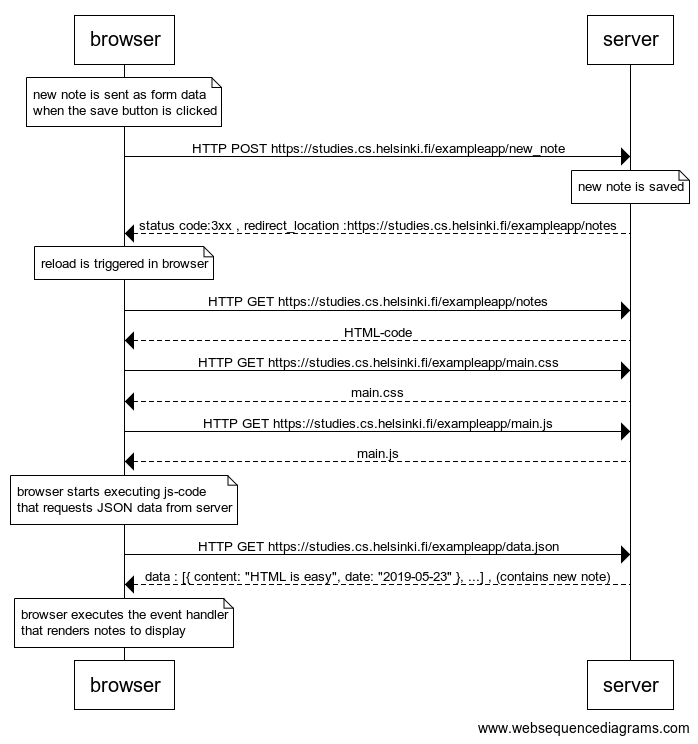 browser
server
new note is sent as form data
when the save button is clicked
HTTP POST https://studies.cs.helsinki.fi/exampleapp/new_note
new note is saved
status code:3xx , redirect_location :https://studies.cs.helsinki.fi/exampleapp/notes
reload is triggered in browser
HTTP GET https://studies.cs.helsinki.fi/exampleapp/notes
HTML-code
HTTP GET https://studies.cs.helsinki.fi/exampleapp/main.css
main.css
HTTP GET https://studies.cs.helsinki.fi/exampleapp/main.js
main.js
browser starts executing js-code
that requests JSON data from server
HTTP GET https://studies.cs.helsinki.fi/exampleapp/data.json
data : [{ content: "HTML is easy", date: "2019-05-23" }, ...] , (contains new note)
browser executes the event handler
that renders notes to display
browser
server
www.websequencediagrams.com